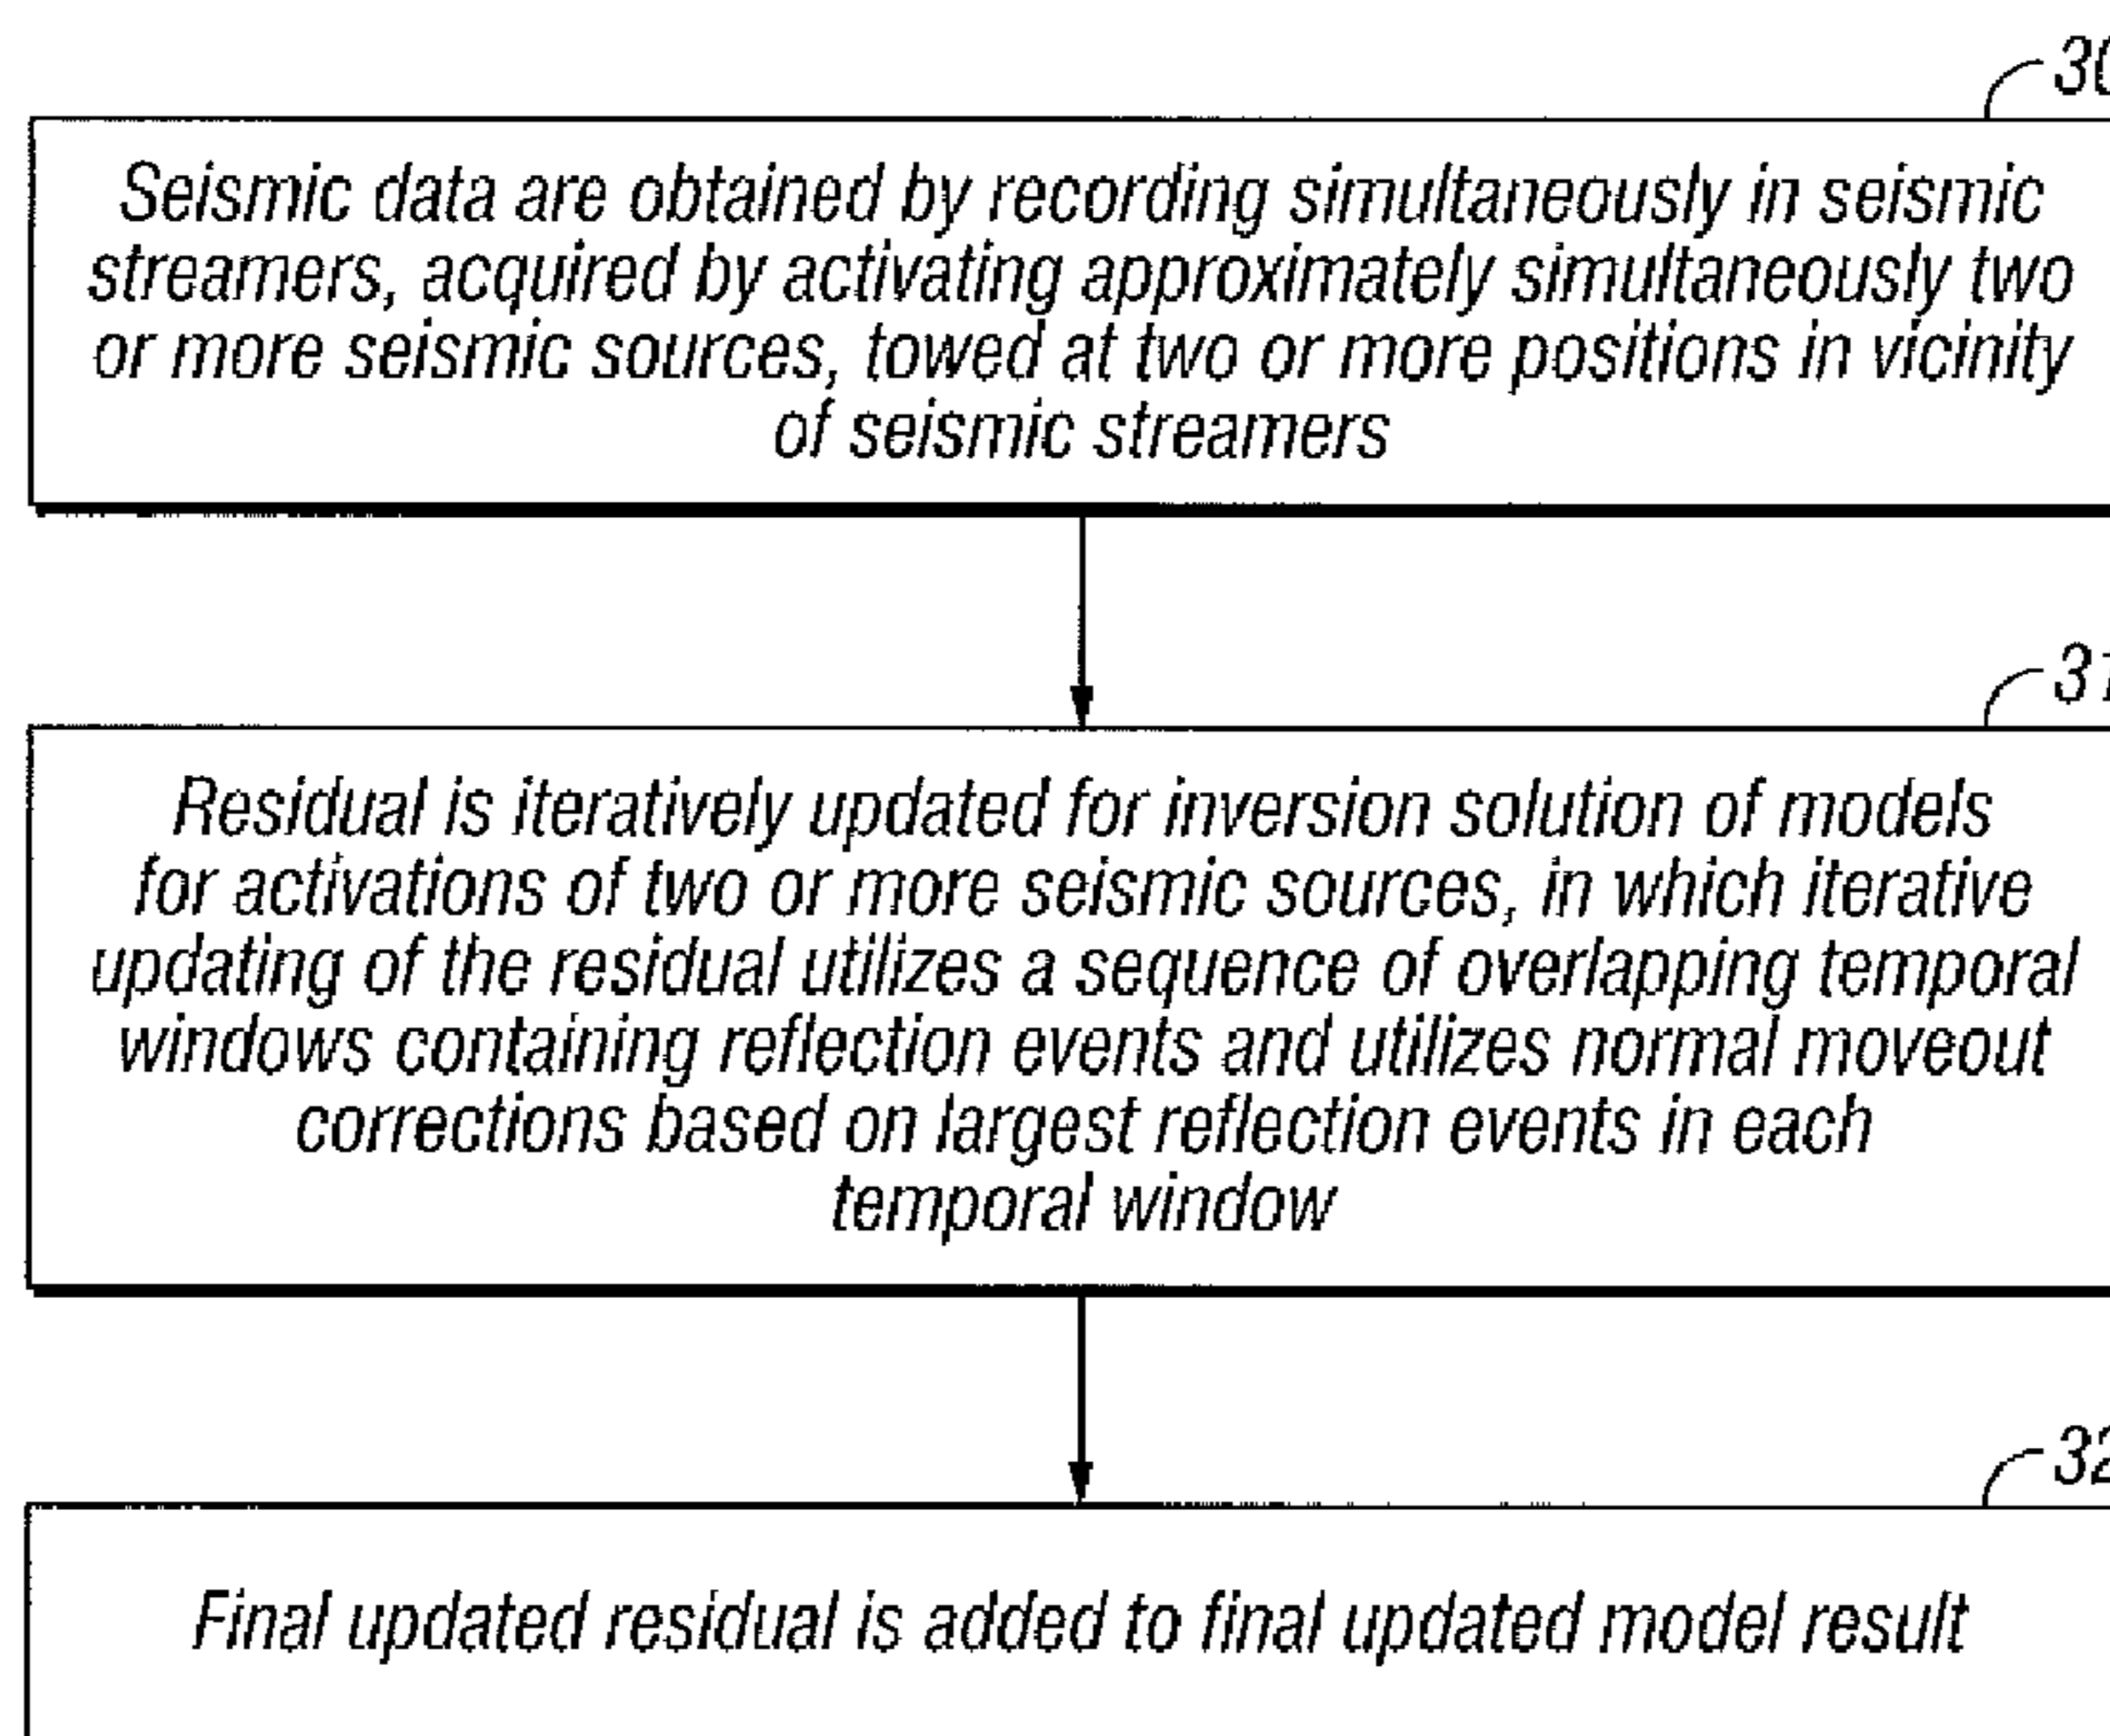 30
Seismic data are obtained by recording simultaneously in seismic
streamers, acquired by activating approximately simultaneously two
or more seismic sources, towed at two or more positions in vicinity
of seismic streamers
31
Residual is iteratively updated for inversion solution of models
for activations of two or more seismic sources, in which iterative
updating of the residual utilizes a sequence of overlapping temporal
windows containing reflection events and utilizes normal moveout
corrections based on largest reflection events in each
temporal window
32
Final updated residual is added to final updated model result